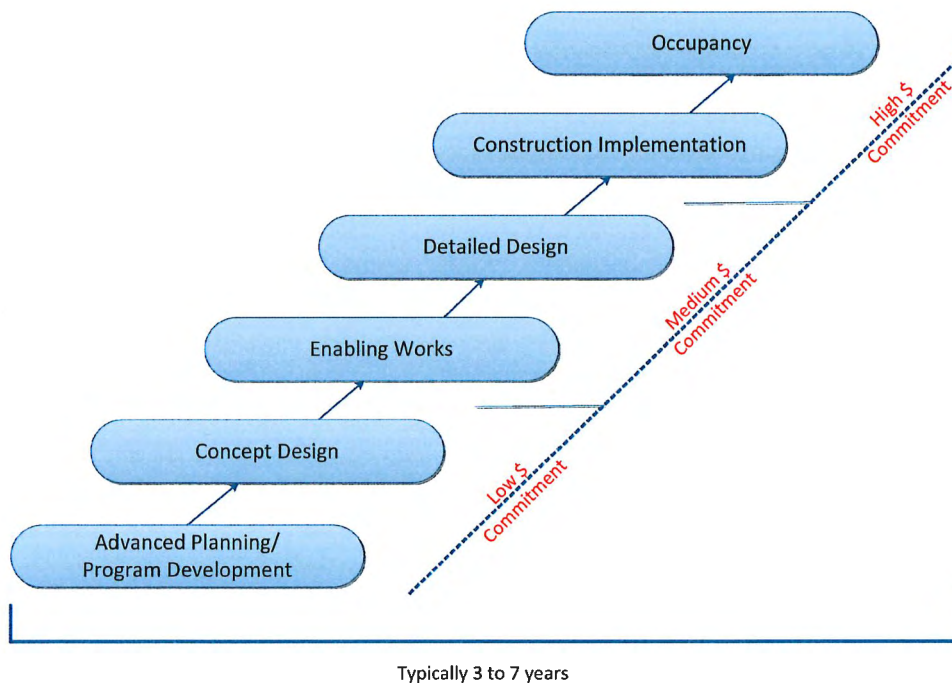 Occupancy
High $
Commitment
Construction Implementation
Detailed Design
Medium $
Commitment
Enabling Works
Concept Design
Low $
Commitment
Advanced Planning/
Program Development
Typically 3 to 7 years